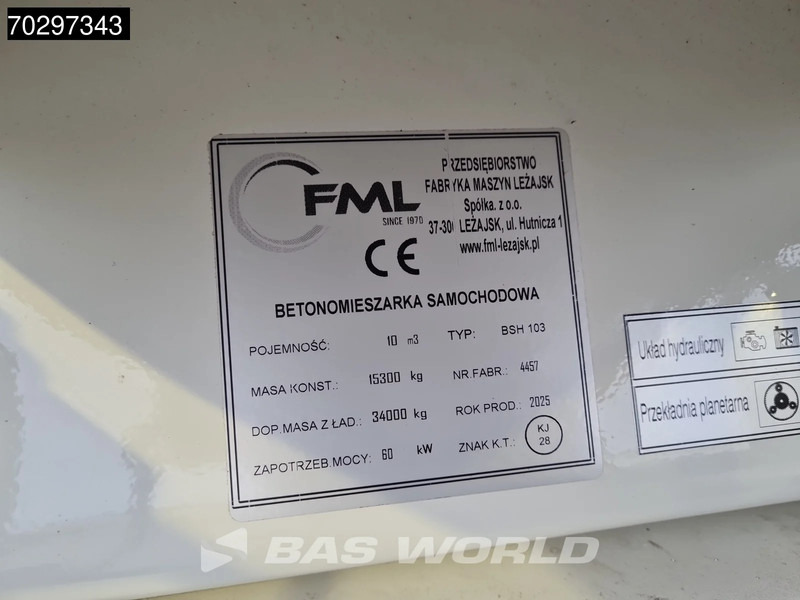 70297343
FML
SINCE 1970
PRZEDSIĘBIORSTWO
FABRYKA MASZYN LEŻAJSK
Spółka. z o.o.
37-300 LEŻAJSK, ul. Hutnicza 1
www.fml-lezajsk.pl
CE
BETONOMIESZARKA SAMOCHODOWA
POJEMNOŚĆ: 10 m3 TYP: BSH 103
MASA KONST.: 15300 kg NR.FABR.: 4457
DOP.MASA Z ŁAD.: 34000 kg ROK PROD.: 2025
ZAPOTRZEB.MOCY: 60 kW ZNAK K.T.: KJ 28
Układ hydrauliczny
Przekładnia planetarna
BAS WORLD